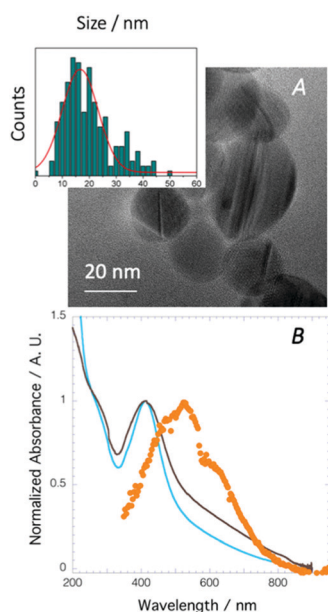 Size / nm
Counts
0 10 20 30 40 50 60
A
20 nm
B
Normalized Absorbance / A. U.
1.5
1
0.5
0
200 400 600 800
Wavelength / nm